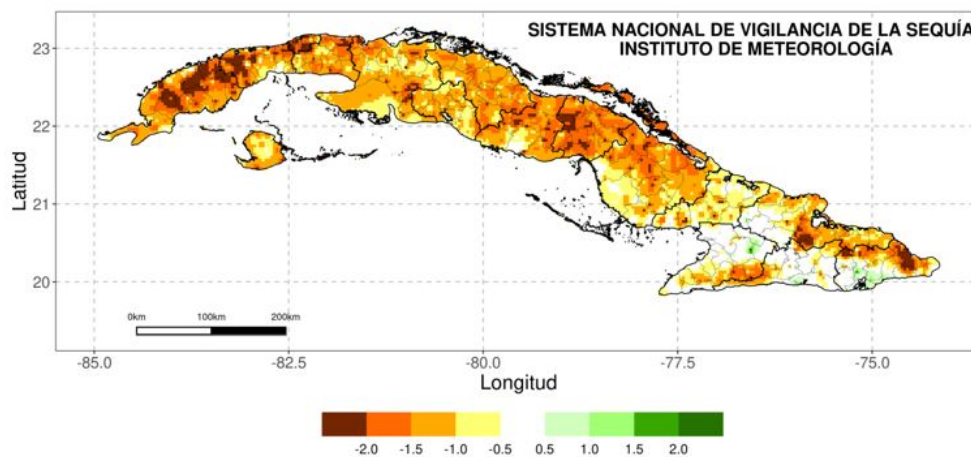 SISTEMA NACIONAL DE VIGILANCIA DE LA SEQUÍA
INSTITUTO DE METEOROLOGÍA
23
22
21
20
Latitud
0km 100km 200km
-85.0 -82.5 -80.0 -77.5 -75.0
Longitud
-2.0 -1.5 -1.0 -0.5 0.5 1.0 1.5 2.0